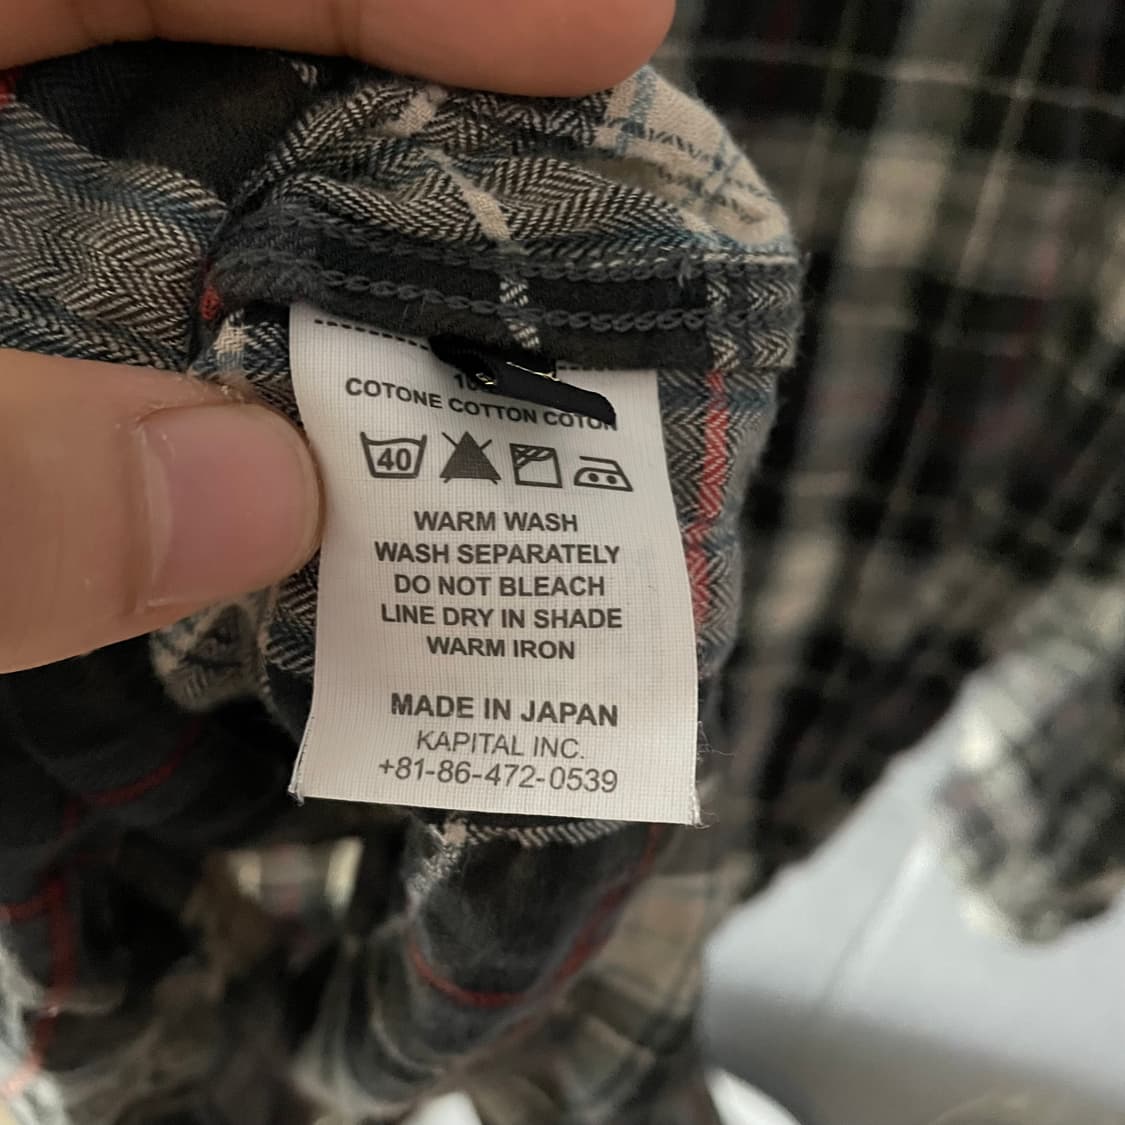 COTONE COTTON COTON
40
WARM WASH
WASH SEPARATELY
DO NOT BLEACH
LINE DRY IN SHADE
WARM IRON
MADE IN JAPAN
KAPITAL INC.
+81-86-472-0539